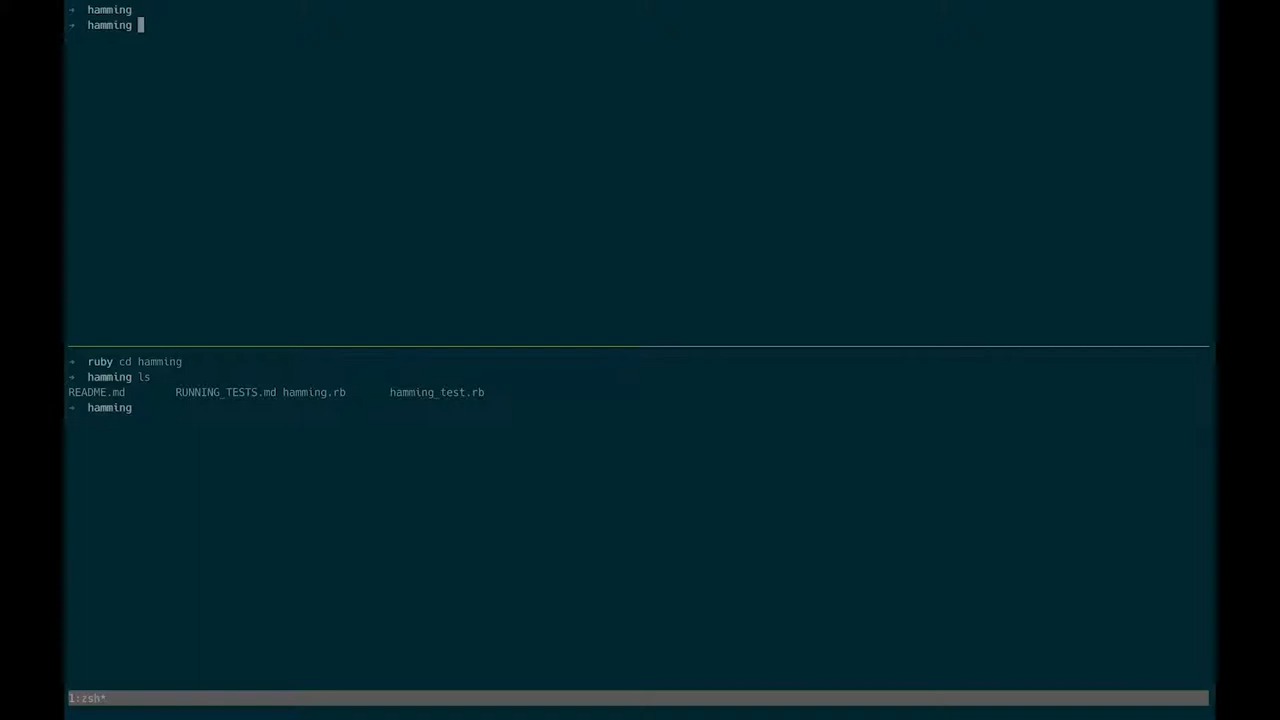 → hamming
→ hamming
→ ruby cd hamming
→ hamming ls
README.md RUNNING_TESTS.md hamming.rb hamming_test.rb
→ hamming
1:zsh*